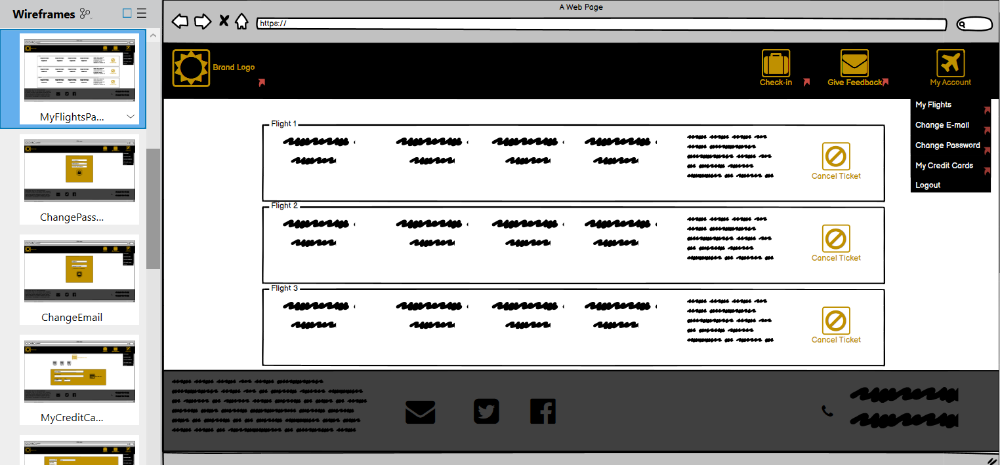 Wireframes
MyFlightsPa...
ChangePass...
ChangeEmail
MyCreditCa...
A Web Page
https://
Brand Logo
Check-in
Give Feedback
My Account
My Flights
Change E-mail
Change Password
My Credit Cards
Logout
Flight 1
Cancel Ticket
Flight 2
Cancel Ticket
Flight 3
Cancel Ticket